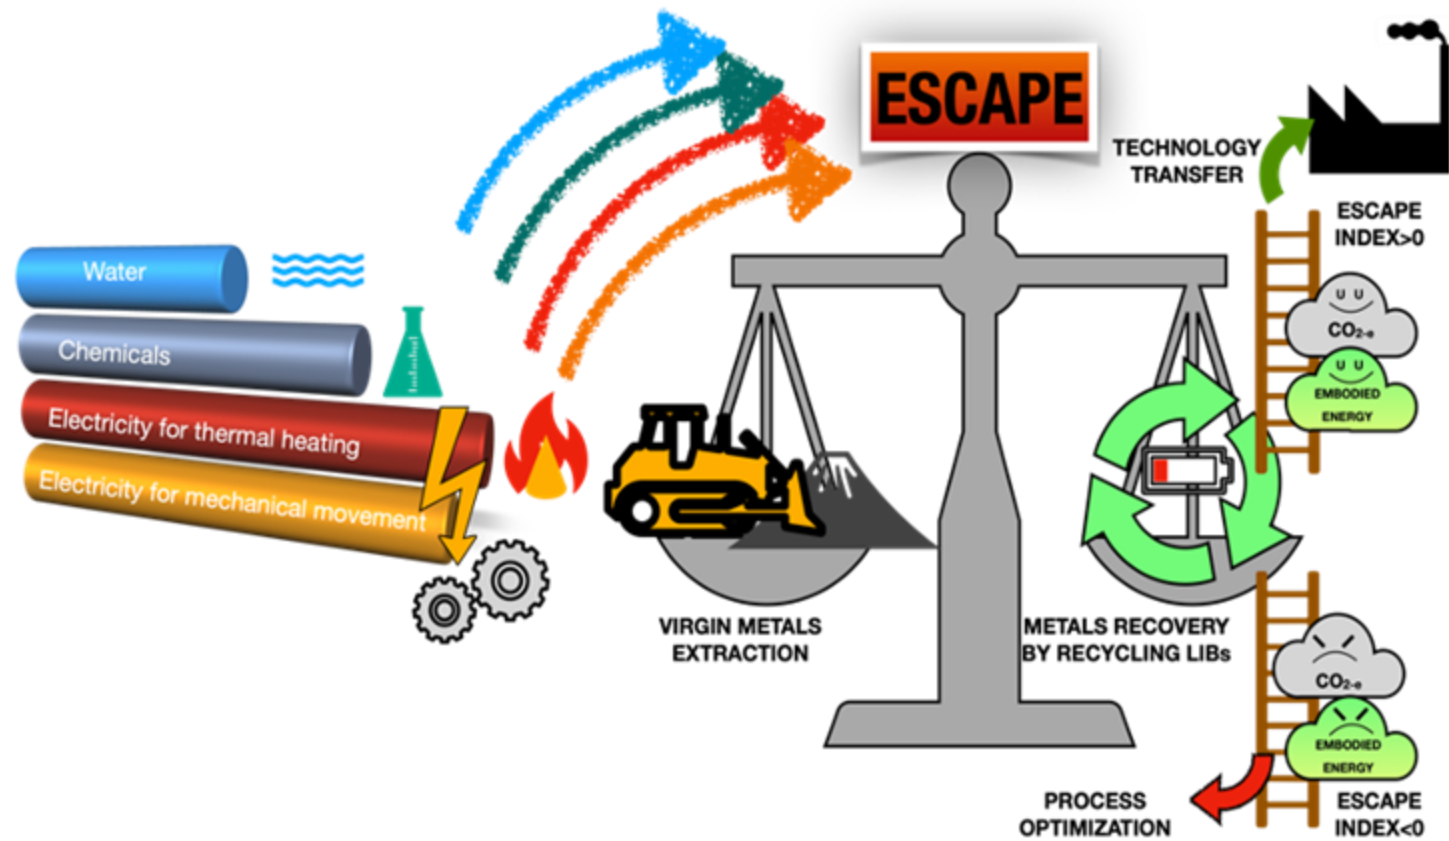 ESCAPE
TECHNOLOGY
TRANSFER
ESCAPE
INDEX>0
Water
Chemicals
Electricity for thermal heating
Electricity for mechanical movement
CO₂-e
EMBODIED
ENERGY
VIRGIN METALS
EXTRACTION
METALS RECOVERY
BY RECYCLING LIBs
CO₂-e
EMBODIED
ENERGY
PROCESS
OPTIMIZATION
ESCAPE
INDEX<0